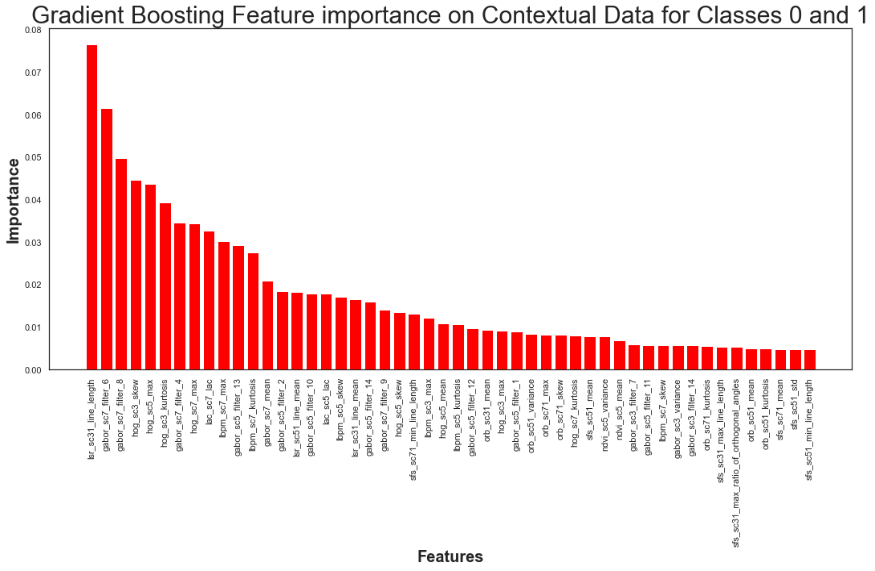 Gradient Boosting Feature importance on Contextual Data for Classes 0 and 1
Importance
0.08
0.07
0.06
0.05
0.04
0.03
0.02
0.01
0.00
lsr_sc31_line_length
gabor_sc7_filter_6
gabor_sc7_filter_8
hog_sc3_skew
hog_sc5_max
hog_sc3_kurtosis
gabor_sc7_filter_4
hog_sc7_max
lac_sc7_lac
lbpm_sc7_max
gabor_sc5_filter_13
lbpm_sc7_kurtosis
gabor_sc7_mean
gabor_sc5_filter_2
lsr_sc51_line_mean
gabor_sc5_filter_10
lac_sc5_lac
lbpm_sc5_skew
lsr_sc31_line_mean
gabor_sc5_filter_14
gabor_sc7_filter_9
hog_sc5_skew
sfs_sc71_min_line_length
lbpm_sc3_max
hog_sc5_mean
lbpm_sc5_kurtosis
gabor_sc5_filter_12
orb_sc31_mean
hog_sc3_max
gabor_sc5_filter_1
orb_sc51_variance
orb_sc71_max
orb_sc71_skew
hog_sc7_kurtosis
sfs_sc51_mean
ndvi_sc5_variance
ndvi_sc5_mean
gabor_sc3_filter_7
gabor_sc5_filter_11
lbpm_sc7_skew
gabor_sc3_variance
gabor_sc3_filter_14
orb_sc71_kurtosis
sfs_sc31_max_line_length
sfs_sc31_max_ratio_of_orthogonal_angles
orb_sc51_mean
orb_sc51_kurtosis
sfs_sc71_mean
sfs_sc51_std
sfs_sc51_min_line_length
Features